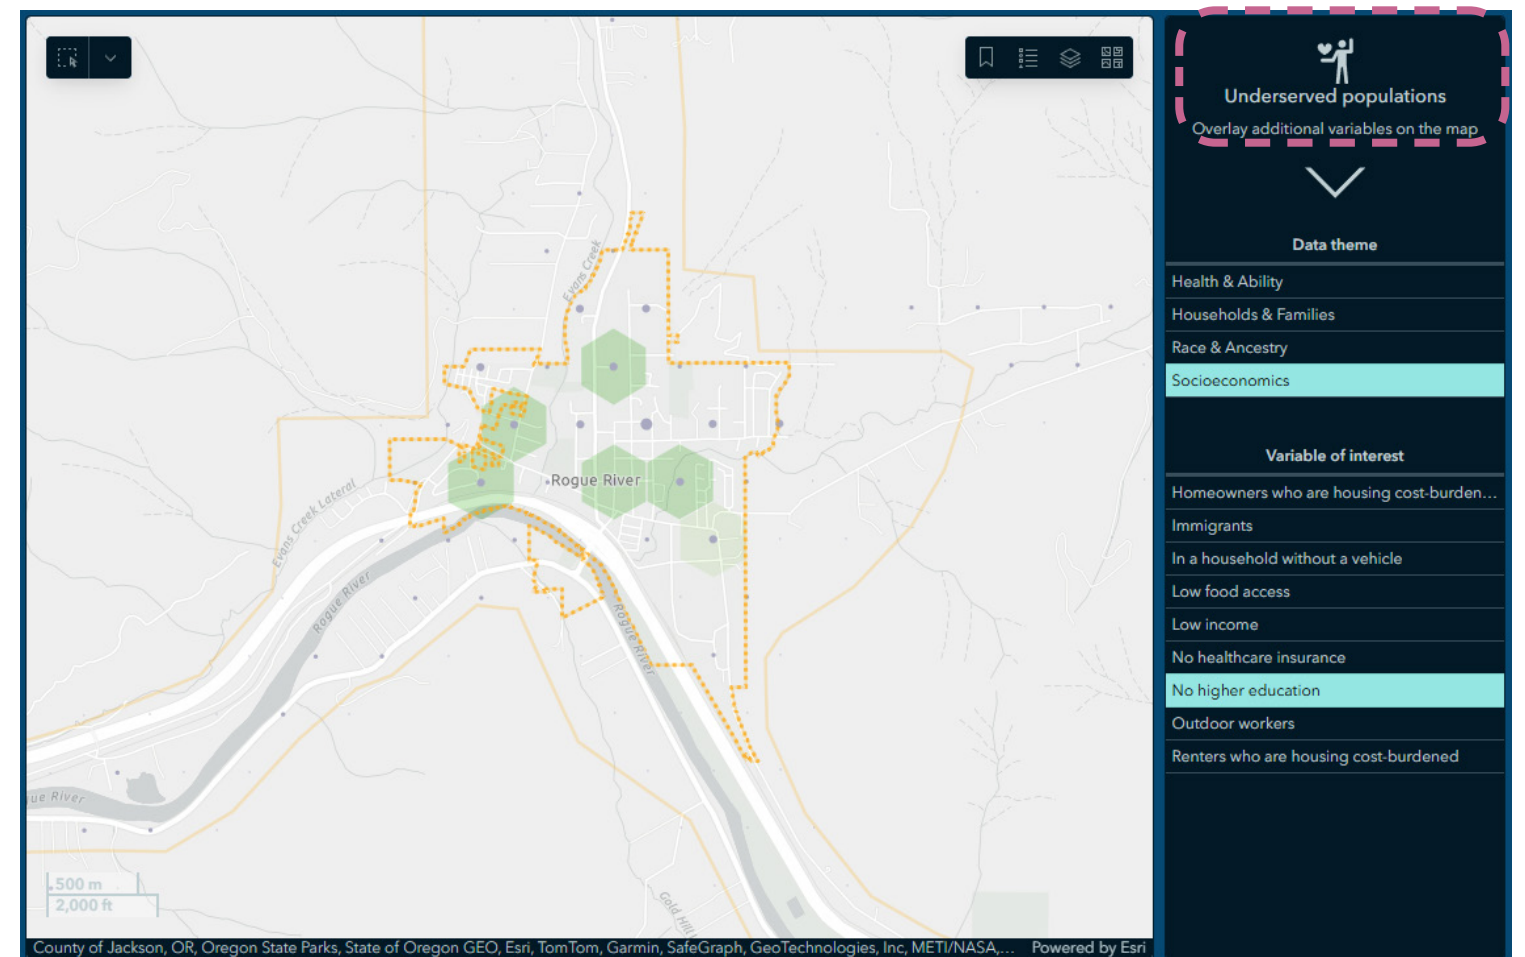 Underserved populations
Overlay additional variables on the map
Data theme
Health & Ability
Households & Families
Race & Ancestry
Socioeconomics
Variable of interest
Homeowners who are housing cost-burden...
Immigrants
In a household without a vehicle
Low food access
Low income
No healthcare insurance
No higher education
Outdoor workers
Renters who are housing cost-burdened
Evans Creek
Rogue River
Evans Creek Lateral
Rogue River
Rogue River
ue River
Gold Hill
500 m
2,000 ft
County of Jackson, OR, Oregon State Parks, State of Oregon GEO, Esri, TomTom, Garmin, SafeGraph, GeoTechnologies, Inc, METI/NASA,... Powered by Esri